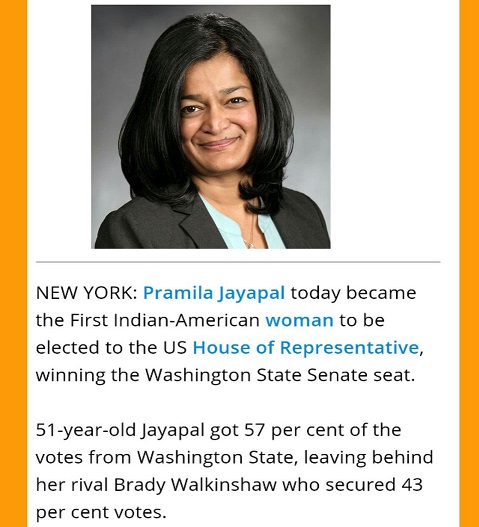 NEW YORK: Pramila Jayapal today became
the First Indian-American woman to be
elected to the US House of Representative,
winning the Washington State Senate seat.
51-year-old Jayapal got 57 per cent of the
votes from Washington State, leaving behind
her rival Brady Walkinshaw who secured 43
per cent votes.